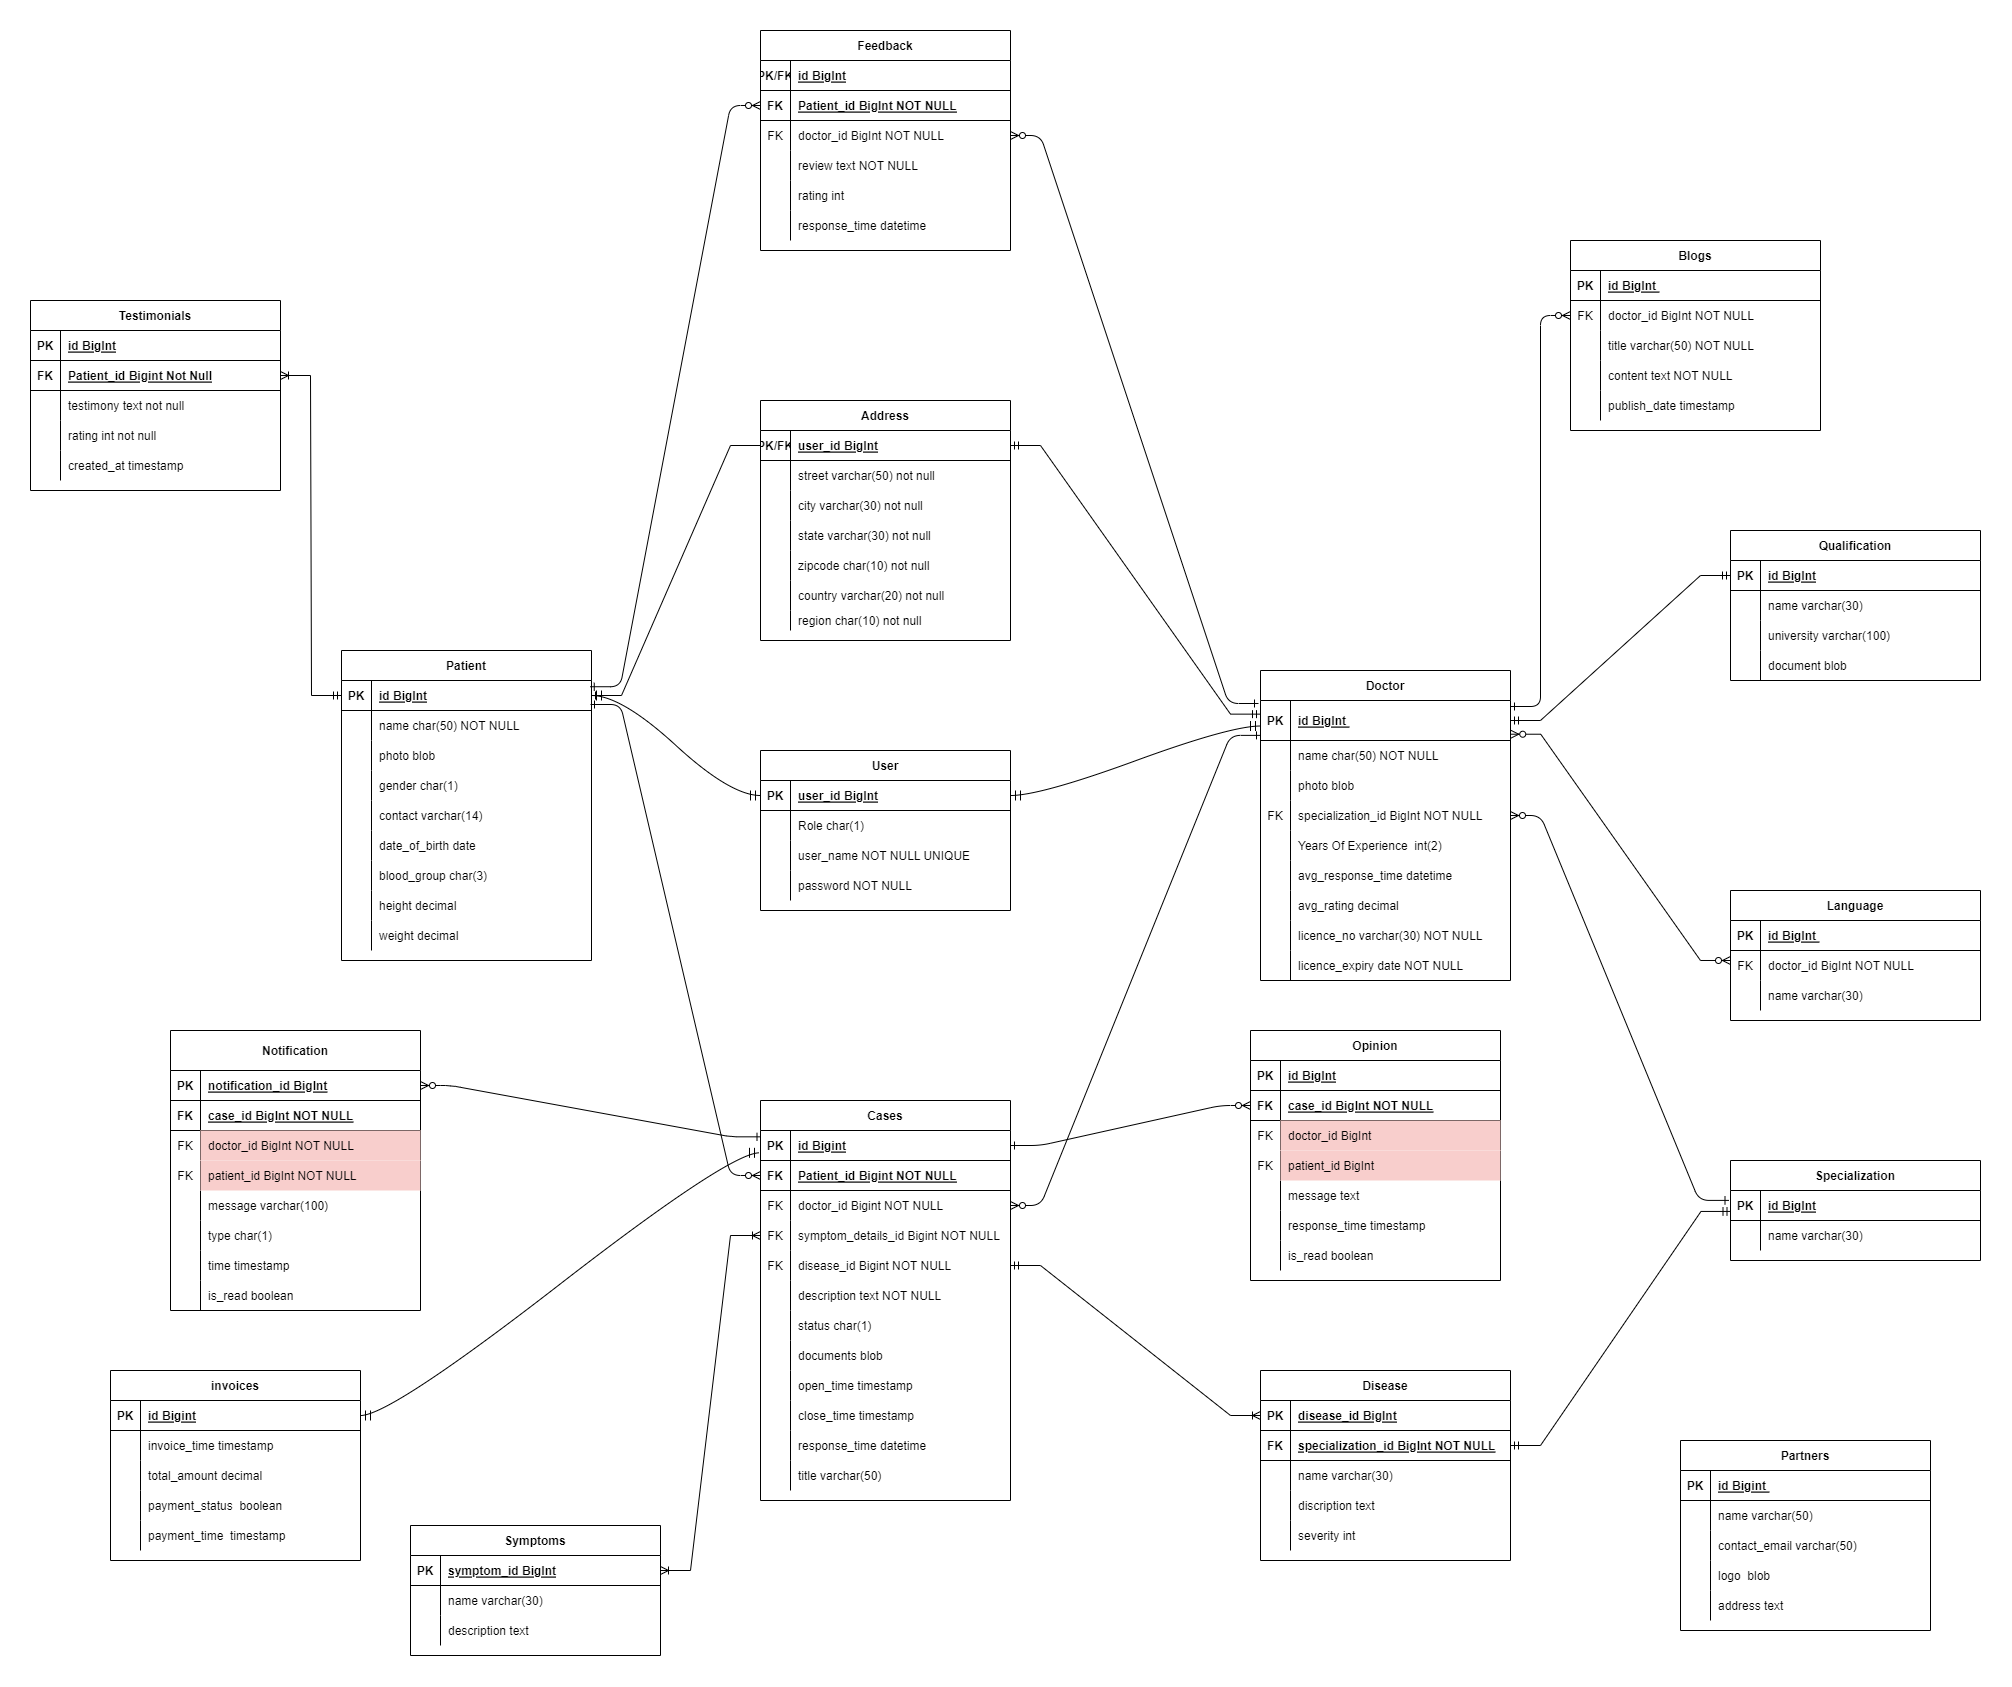 Feedback
PK/FK id BigInt
FK Patient_id BigInt NOT NULL
FK doctor_id BigInt NOT NULL
review text NOT NULL
rating int
response_time datetime
Blogs
PK id BigInt
FK doctor_id BigInt NOT NULL
title varchar(50) NOT NULL
content text NOT NULL
publish_date timestamp
Testimonials
PK id BigInt
FK Patient_id Bigint Not Null
testimony text not null
rating int not null
created_at timestamp
Address
PK/FK user_id BigInt
street varchar(50) not null
city varchar(30) not null
state varchar(30) not null
zipcode char(10) not null
country varchar(20) not null
region char(10) not null
Qualification
PK id BigInt
name varchar(30)
university varchar(100)
document blob
Patient
PK id BigInt
name char(50) NOT NULL
photo blob
gender char(1)
contact varchar(14)
date_of_birth date
blood_group char(3)
height decimal
weight decimal
User
PK user_id BigInt
Role char(1)
user_name NOT NULL UNIQUE
password NOT NULL
Doctor
PK id BigInt
name char(50) NOT NULL
photo blob
FK specialization_id BigInt NOT NULL
Years Of Experience int(2)
avg_response_time datetime
avg_rating decimal
licence_no varchar(30) NOT NULL
licence_expiry date NOT NULL
Language
PK id BigInt
FK doctor_id BigInt NOT NULL
name varchar(30)
Notification
PK notification_id BigInt
FK case_id BigInt NOT NULL
FK doctor_id BigInt NOT NULL
FK patient_id BigInt NOT NULL
message varchar(100)
type char(1)
time timestamp
is_read boolean
Cases
PK id Bigint
FK Patient_id Bigint NOT NULL
FK doctor_id Bigint NOT NULL
FK symptom_details_id Bigint NOT NULL
FK disease_id Bigint NOT NULL
description text NOT NULL
status char(1)
documents blob
open_time timestamp
close_time timestamp
response_time datetime
title varchar(50)
Opinion
PK id BigInt
FK case_id BigInt NOT NULL
FK doctor_id BigInt
FK patient_id BigInt
message text
response_time timestamp
is_read boolean
Specialization
PK id BigInt
name varchar(30)
invoices
PK id Bigint
invoice_time timestamp
total_amount decimal
payment_status boolean
payment_time timestamp
Disease
PK disease_id BigInt
FK specialization_id BigInt NOT NULL
name varchar(30)
discription text
severity int
Partners
PK id Bigint
name varchar(50)
contact_email varchar(50)
logo blob
address text
Symptoms
PK symptom_id BigInt
name varchar(30)
description text